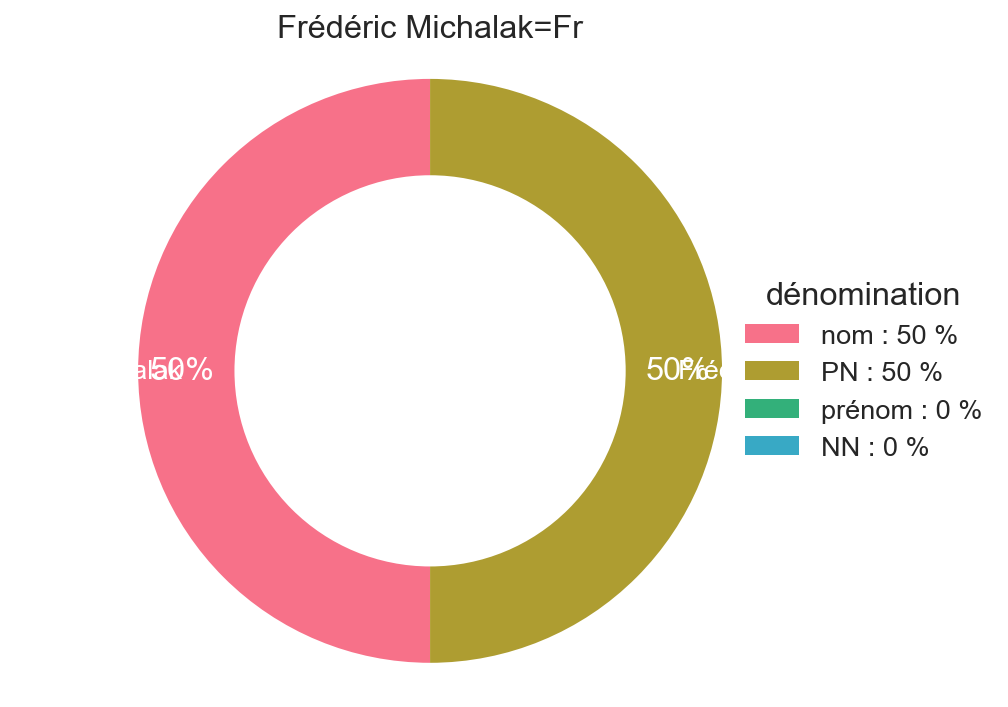 Frédéric Michalak=Fr
50%
50%
dénomination
nom : 50 %
PN : 50 %
prénom : 0 %
NN : 0 %